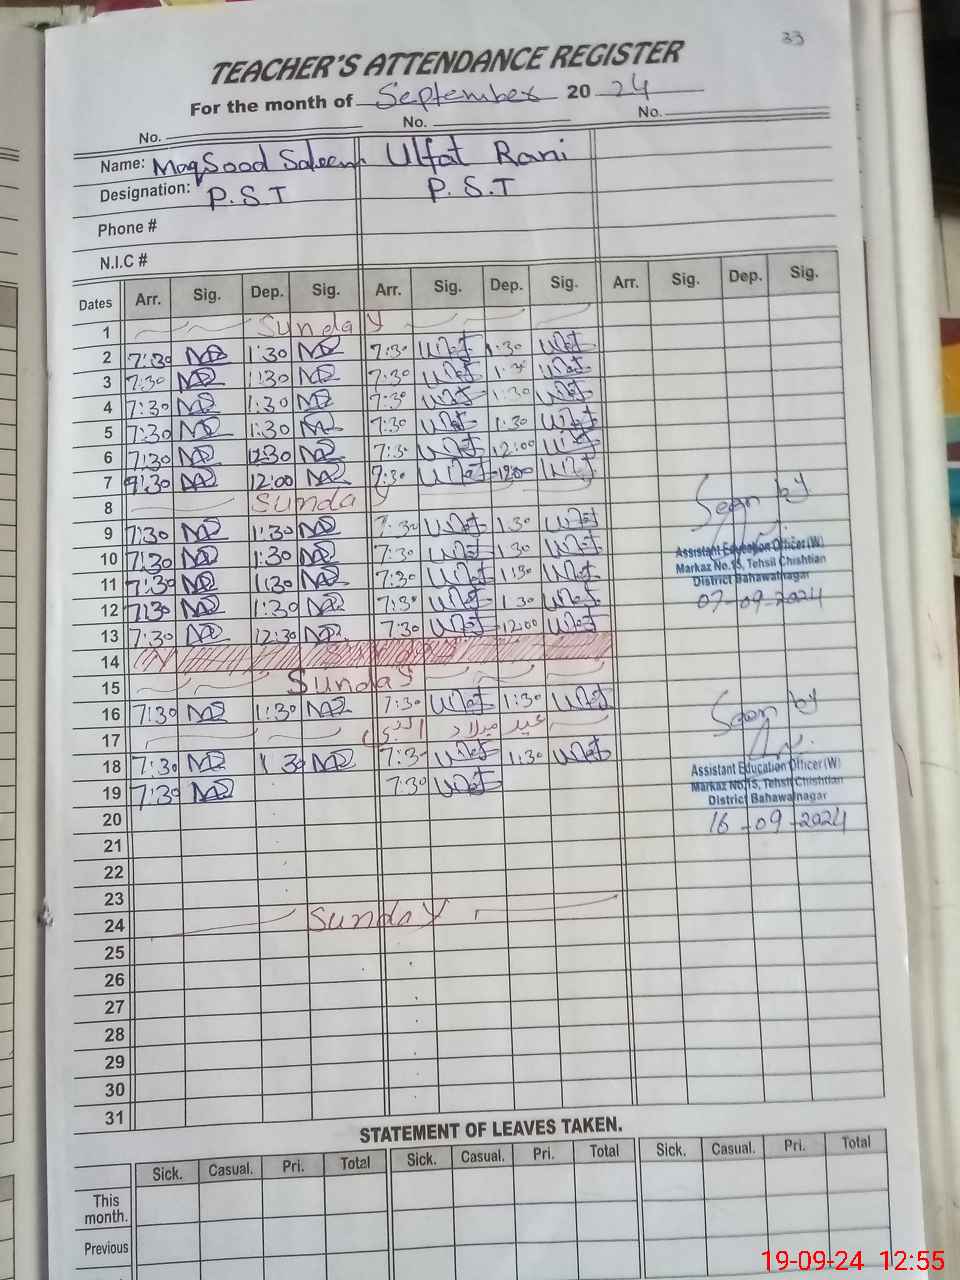 33
TEACHER'S ATTENDANCE REGISTER
For the month of September 20 24
No. No. No.
Name: Maqsood Saleem Ulfat Rani
Designation: P.S.T P.S.T
Phone #
N.I.C #
Dates Arr. Sig. Dep. Sig. Arr. Sig. Dep. Sig. Arr. Sig. Dep. Sig.
1 Sunday
2 7:30 1:30 7:30 1:30
3 7:30 1:30 7:30 1:30
4 7:30 1:30 7:30 1:30
5 7:30 1:30 7:30 1:30
6 7:30 12:30 7:30 12:00
7 7:30 12:00 7:30 12:00
8 Sunday
9 7:30 1:30 7:30 1:30
10 7:30 1:30 7:30 1:30
11 7:30 1:30 7:30 1:30
12 7:30 1:30 7:30 1:30
13 7:30 12:30 7:30 12:00
14
15 Sunday
16 7:30 1:30 7:30 1:30
17 عید میلاد النبی
18 7:30 1:30 7:30 1:30
19 7:30 7:30
20
21
22
23
24 Sunday
25
26
27
28
29
30
31
Seen by
Assistant Education Officer (W)
Markaz No.15, Tehsil Chishtian
District Bahawalnagar
07-09-2024
Seen by
Assistant Education Officer (W)
Markaz No.15, Tehsil Chishtian
District Bahawalnagar
16-09-2024
STATEMENT OF LEAVES TAKEN.
Sick. Casual. Pri. Total Sick. Casual. Pri. Total Sick. Casual. Pri. Total
This
month.
Previous
19-09-24 12:55